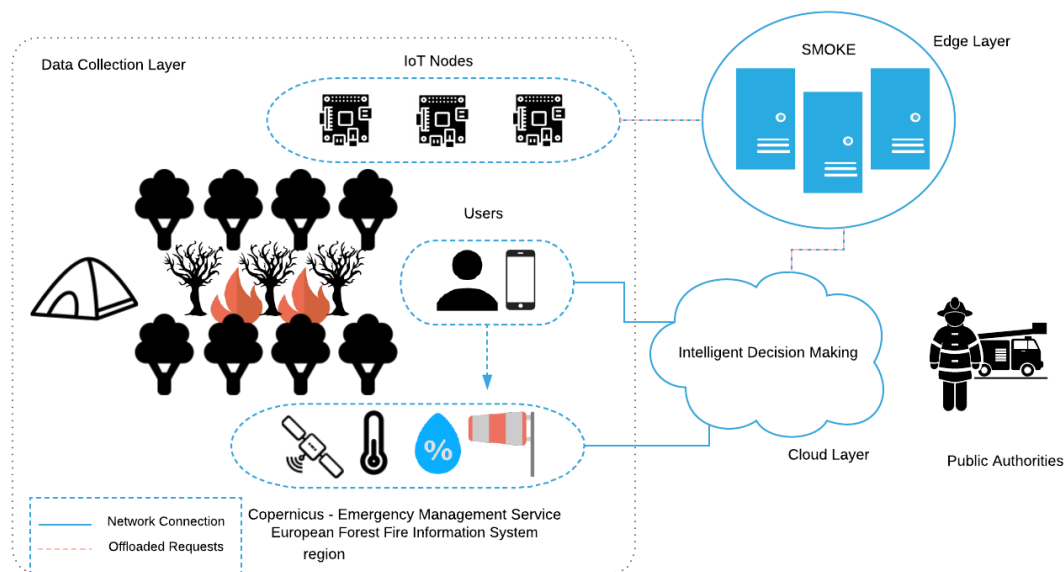 Data Collection Layer
IoT Nodes
SMOKE
Edge Layer
Users
%
Intelligent Decision Making
Cloud Layer
Public Authorities
Copernicus - Emergency Management Service
European Forest Fire Information System
region
Network Connection
Offloaded Requests